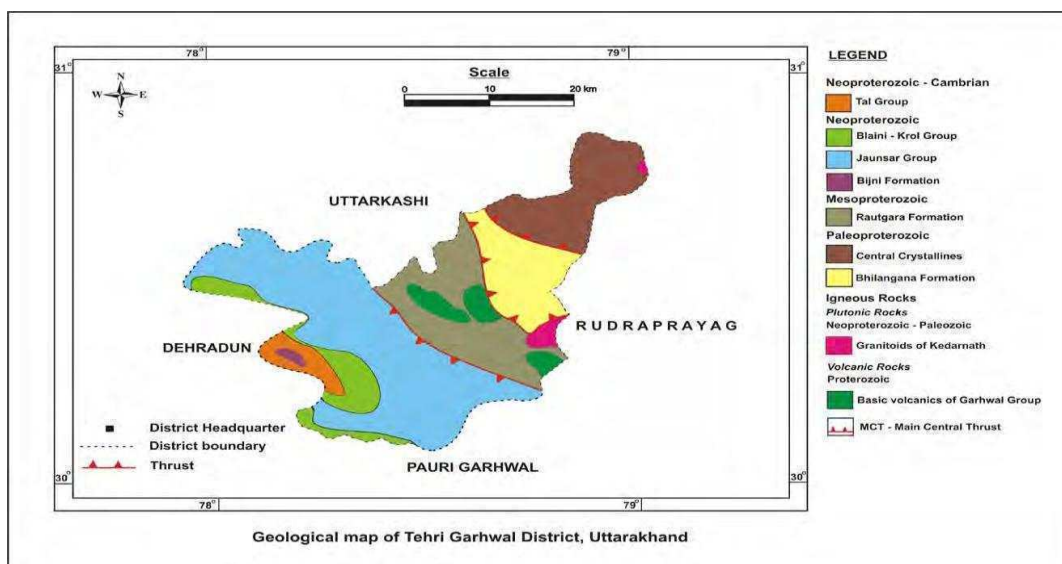 78°
79°
31°
31°
N
W E
S
Scale
0 10 20 km
UTTARKASHI
RUDRAPRAYAG
DEHRADUN
District Headquarter
District boundary
Thrust
PAURI GARHWAL
30°
30°
78°
79°
Geological map of Tehri Garhwal District, Uttarakhand
LEGEND
Neoproterozoic - Cambrian
Tal Group
Neoproterozoic
Blaini - Krol Group
Jaunsar Group
Bijni Formation
Mesoproterozoic
Rautgara Formation
Paleoproterozoic
Central Crystallines
Bhilangana Formation
Igneous Rocks
Plutonic Rocks
Neoproterozoic - Paleozoic
Granitoids of Kedarnath
Volcanic Rocks
Proterozoic
Basic volcanics of Garhwal Group
MCT - Main Central Thrust